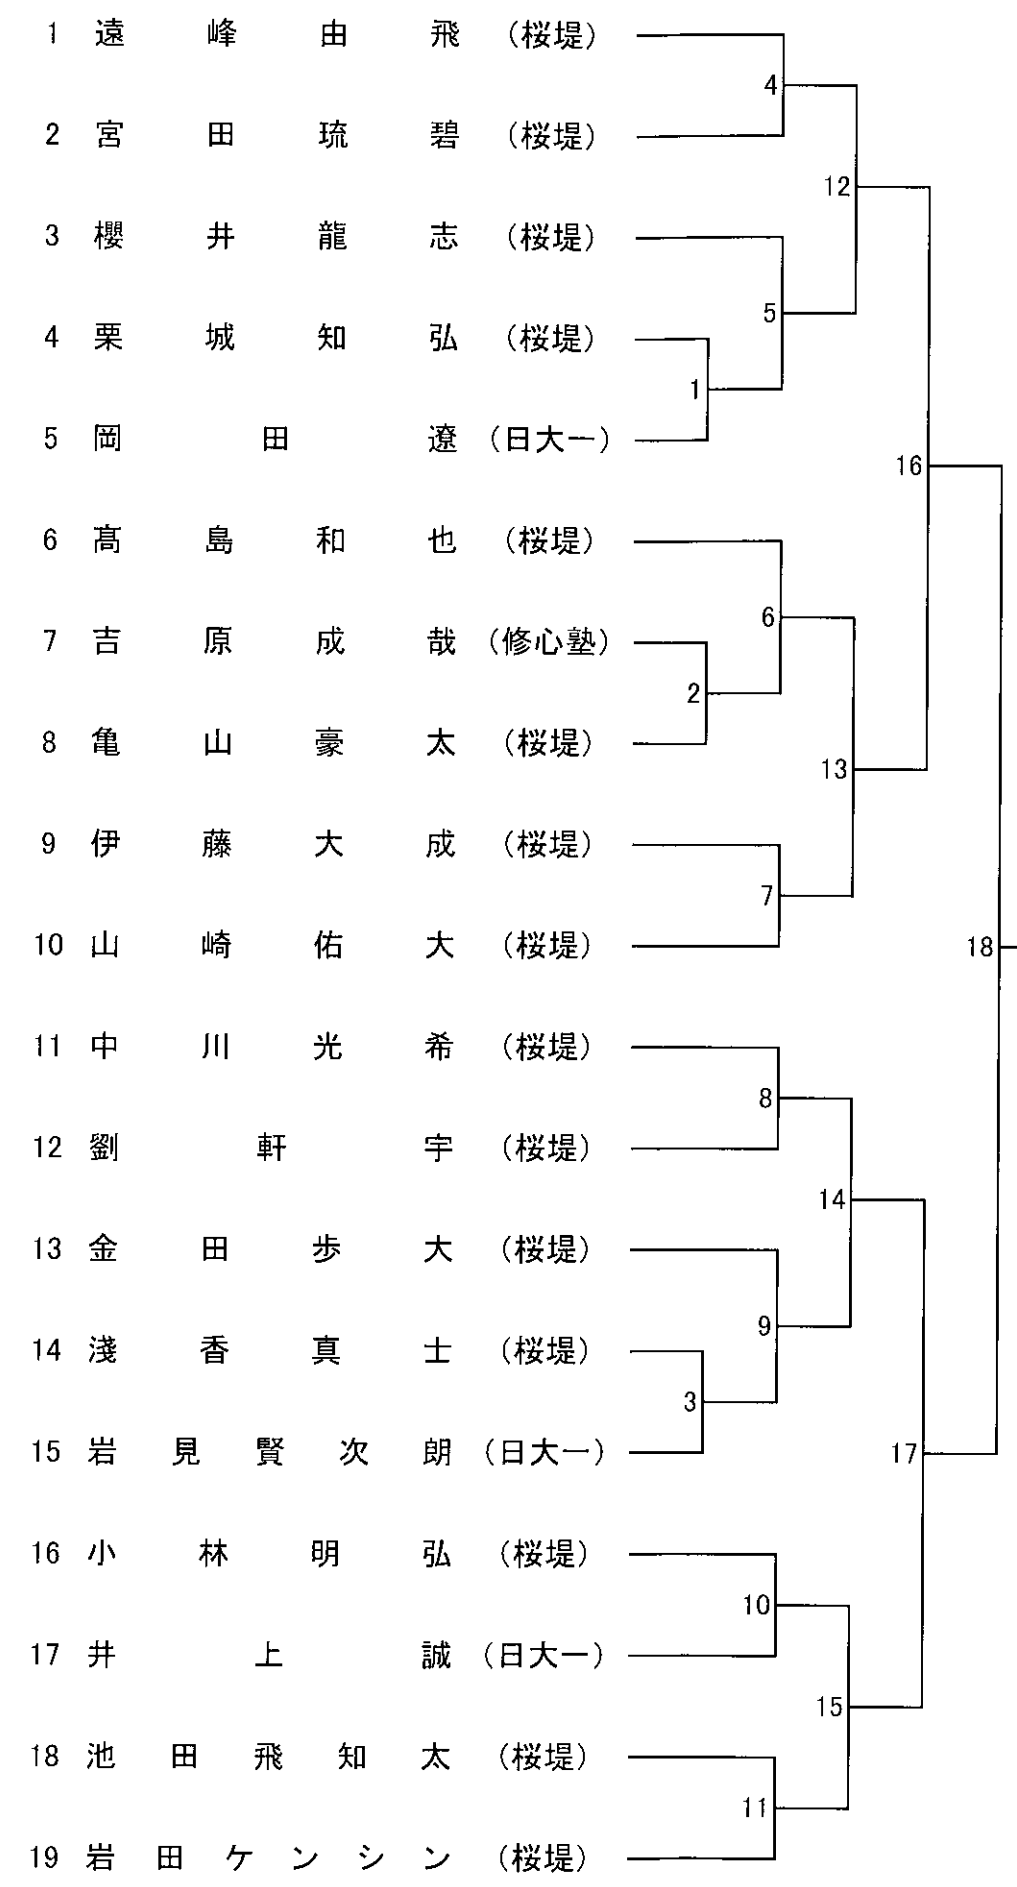 1 遠峰由飛 (桜堤)
4
2 宮田琉碧 (桜堤)
12
3 櫻井龍志 (桜堤)
5
4 栗城知弘 (桜堤)
1
5 岡田遼 (日大一)
16
6 髙島和也 (桜堤)
6
7 吉原成哉 (修心塾)
2
8 亀山豪太 (桜堤)
13
9 伊藤大成 (桜堤)
7
10 山崎佑大 (桜堤)
18
11 中川光希 (桜堤)
8
12 劉軒宇 (桜堤)
14
13 金田歩大 (桜堤)
9
14 淺香真士 (桜堤)
3
15 岩見賢次朗 (日大一)
17
16 小林明弘 (桜堤)
10
17 井上誠 (日大一)
15
18 池田飛知太 (桜堤)
11
19 岩田ケンシン (桜堤)